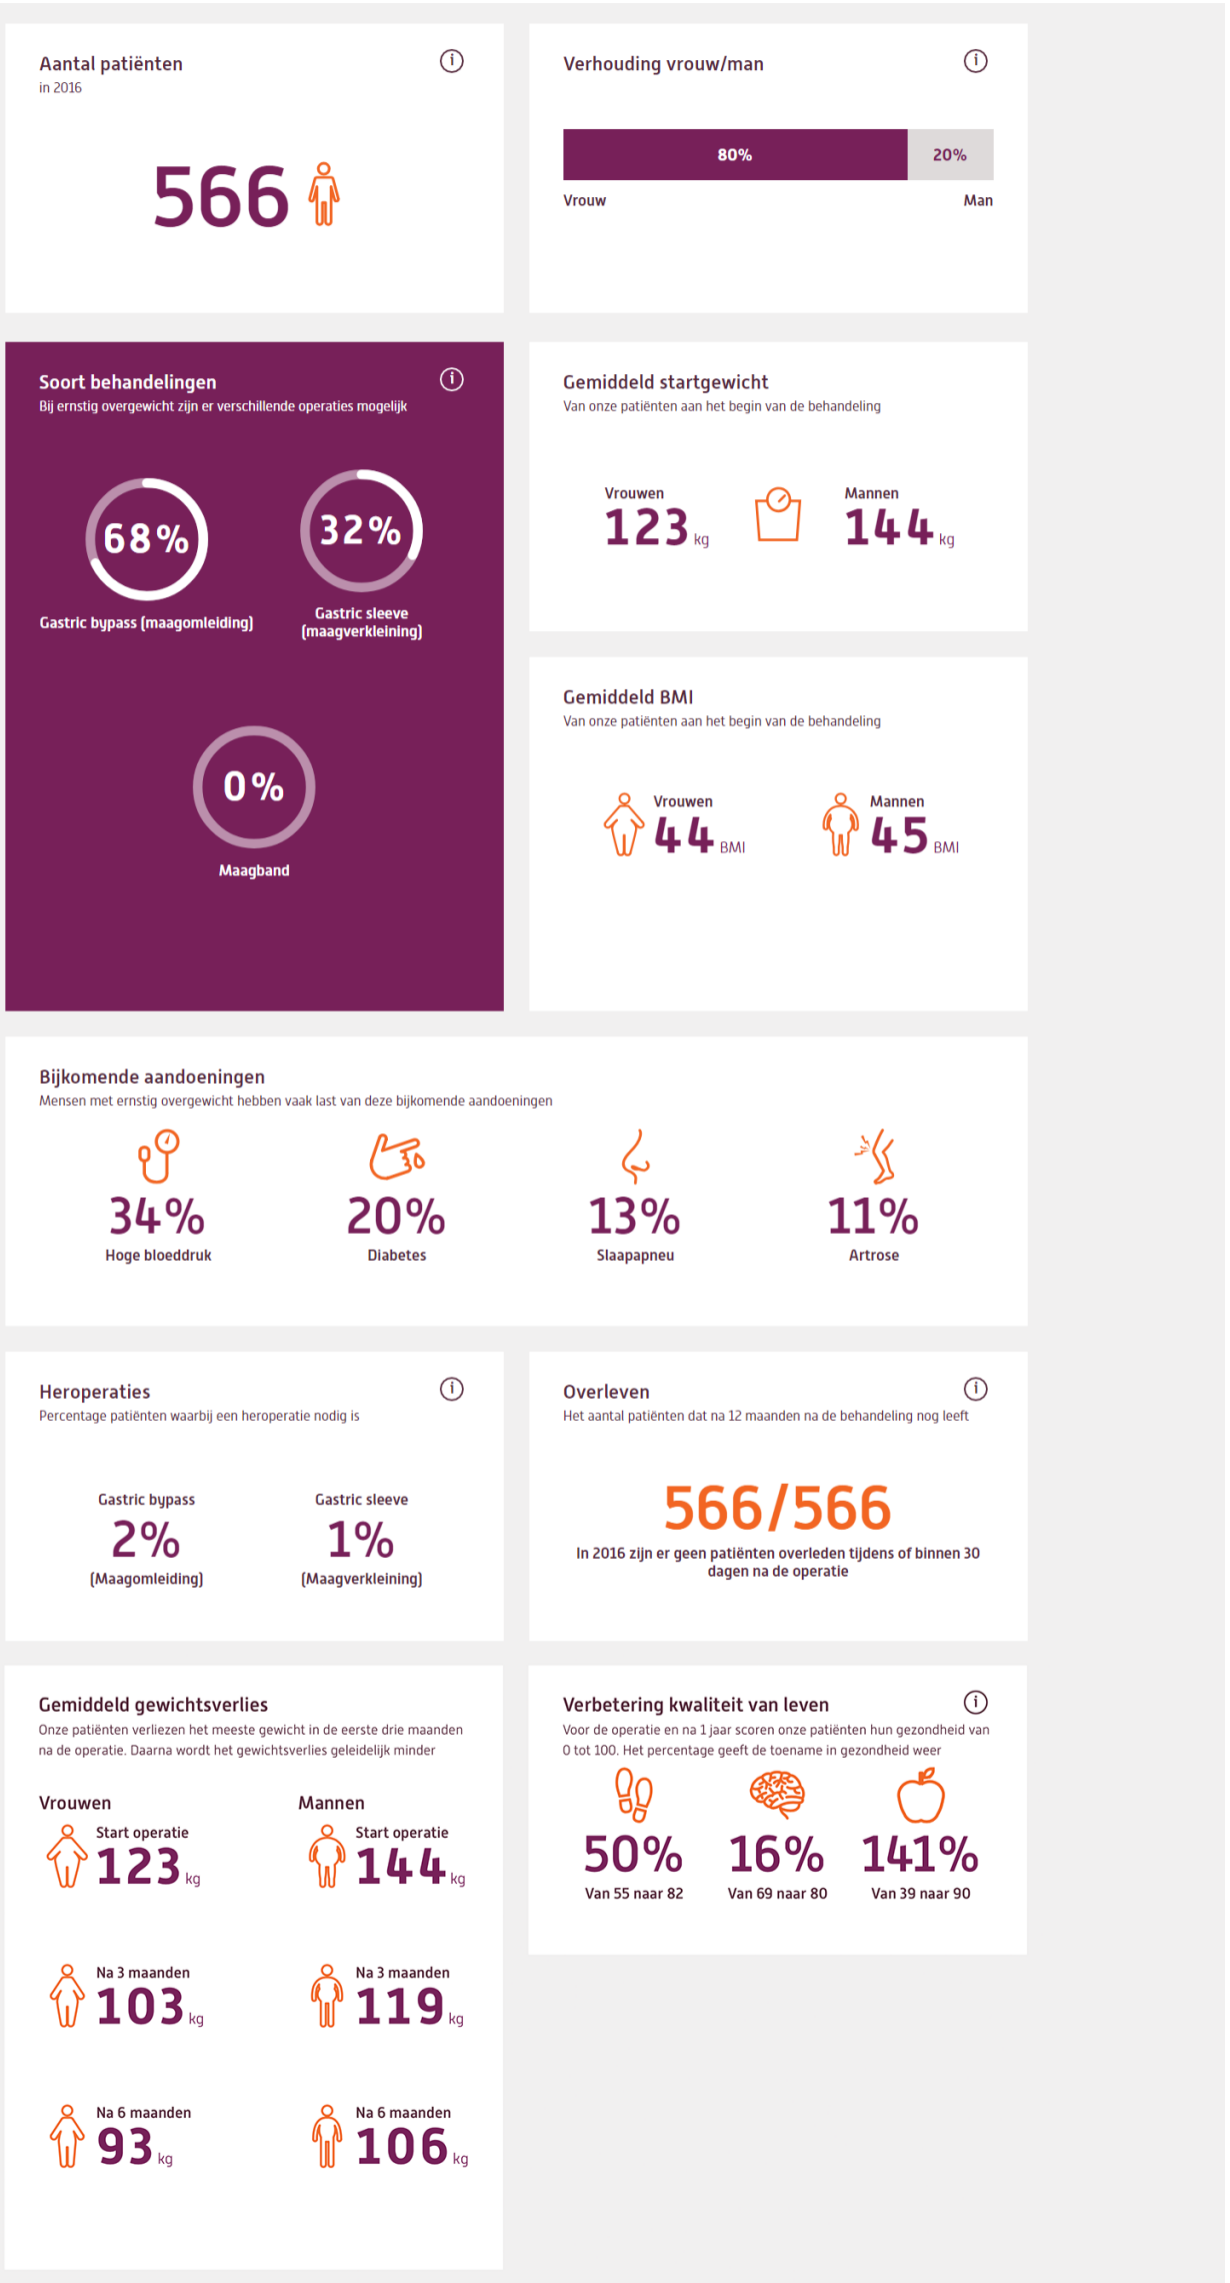 Aantal patiënten
in 2016
566
Verhouding vrouw/man
80%
20%
Vrouw
Man
Soort behandelingen
Bij ernstig overgewicht zijn er verschillende operaties mogelijk
68%
Gastric bypass (maagomleiding)
32%
Gastric sleeve
(maagverkleining)
0%
Maagband
Gemiddeld startgewicht
Van onze patiënten aan het begin van de behandeling
Vrouwen
123 kg
Mannen
144 kg
Gemiddeld BMI
Van onze patiënten aan het begin van de behandeling
Vrouwen
44 BMI
Mannen
45 BMI
Bijkomende aandoeningen
Mensen met ernstig overgewicht hebben vaak last van deze bijkomende aandoeningen
34%
Hoge bloeddruk
20%
Diabetes
13%
Slaapapneu
11%
Artrose
Heroperaties
Percentage patiënten waarbij een heroperatie nodig is
Gastric bypass
2%
(Maagomleiding)
Gastric sleeve
1%
(Maagverkleining)
Overleven
Het aantal patiënten dat na 12 maanden na de behandeling nog leeft
566/566
In 2016 zijn er geen patiënten overleden tijdens of binnen 30
dagen na de operatie
Gemiddeld gewichtsverlies
Onze patiënten verliezen het meeste gewicht in de eerste drie maanden
na de operatie. Daarna wordt het gewichtsverlies geleidelijk minder
Vrouwen
Start operatie
123 kg
Na 3 maanden
103 kg
Na 6 maanden
93 kg
Mannen
Start operatie
144 kg
Na 3 maanden
119 kg
Na 6 maanden
106 kg
Verbetering kwaliteit van leven
Voor de operatie en na 1 jaar scoren onze patiënten hun gezondheid van
0 tot 100. Het percentage geeft de toename in gezondheid weer
50%
Van 55 naar 82
16%
Van 69 naar 80
141%
Van 39 naar 90